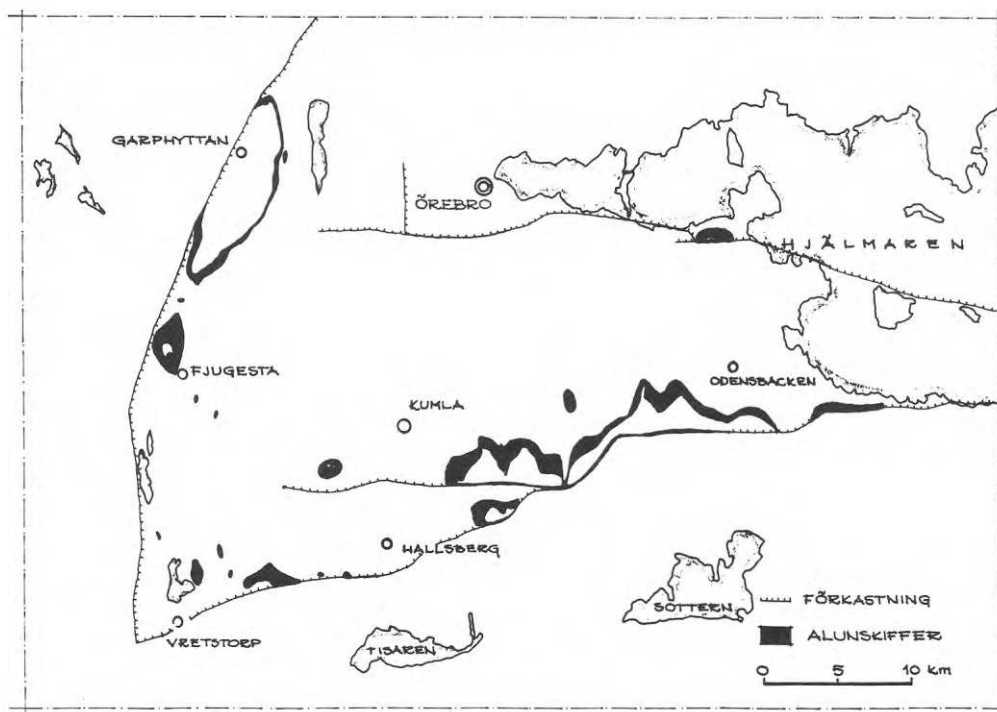 GARPHYTTAN
ÖREBRO
HJÄLMAREN
FJUGESTA
ODENSBACKEN
KUMLA
HALLSBERG
SOTTERN
VRETSTORP
TISAREN
FÖRKASTNING
ALUNSKIFFER
0 5 10 km